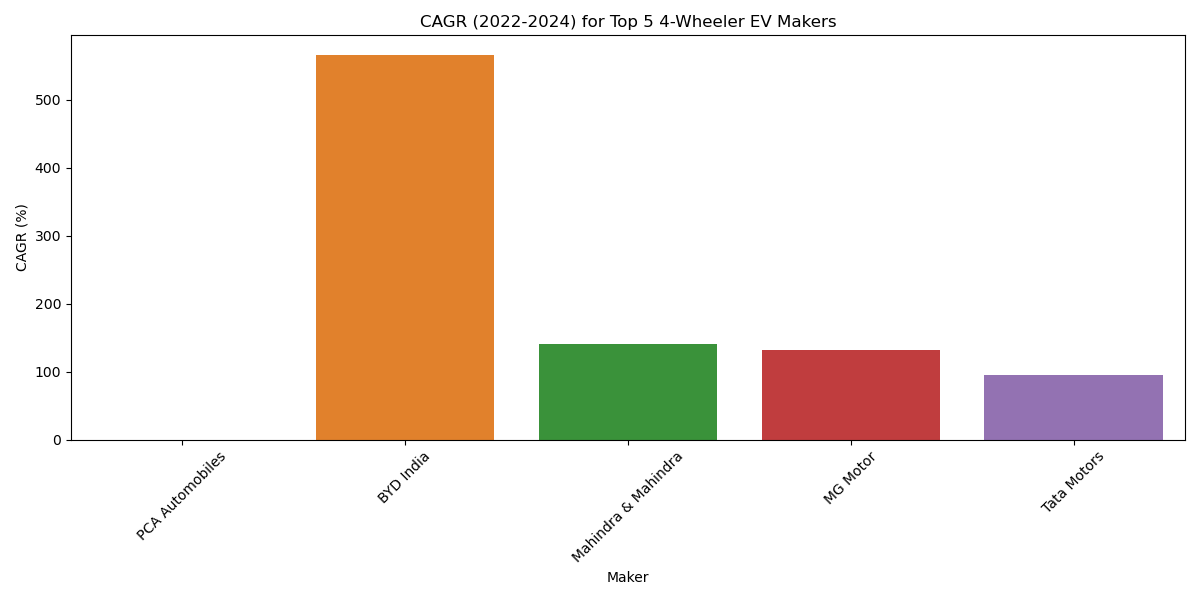 CAGR (2022-2024) for Top 5 4-Wheeler EV Makers
CAGR (%)
500
400
300
200
100
0
PCA Automobiles
BYD India
Mahindra & Mahindra
MG Motor
Tata Motors
Maker